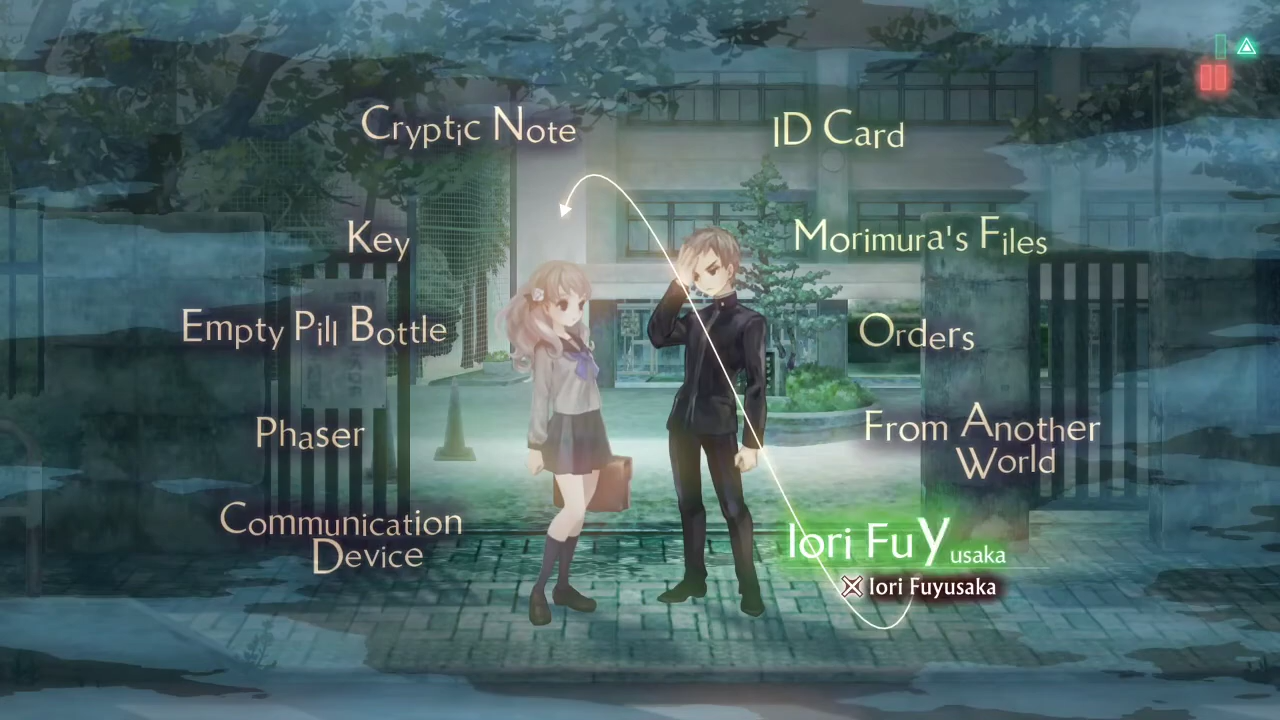 Cryptic Note
ID Card
Key
Morimura's Files
Empty Pill Bottle
Orders
Phaser
From Another
World
Communication
Device
Iori Fuyusaka
Iori Fuyusaka